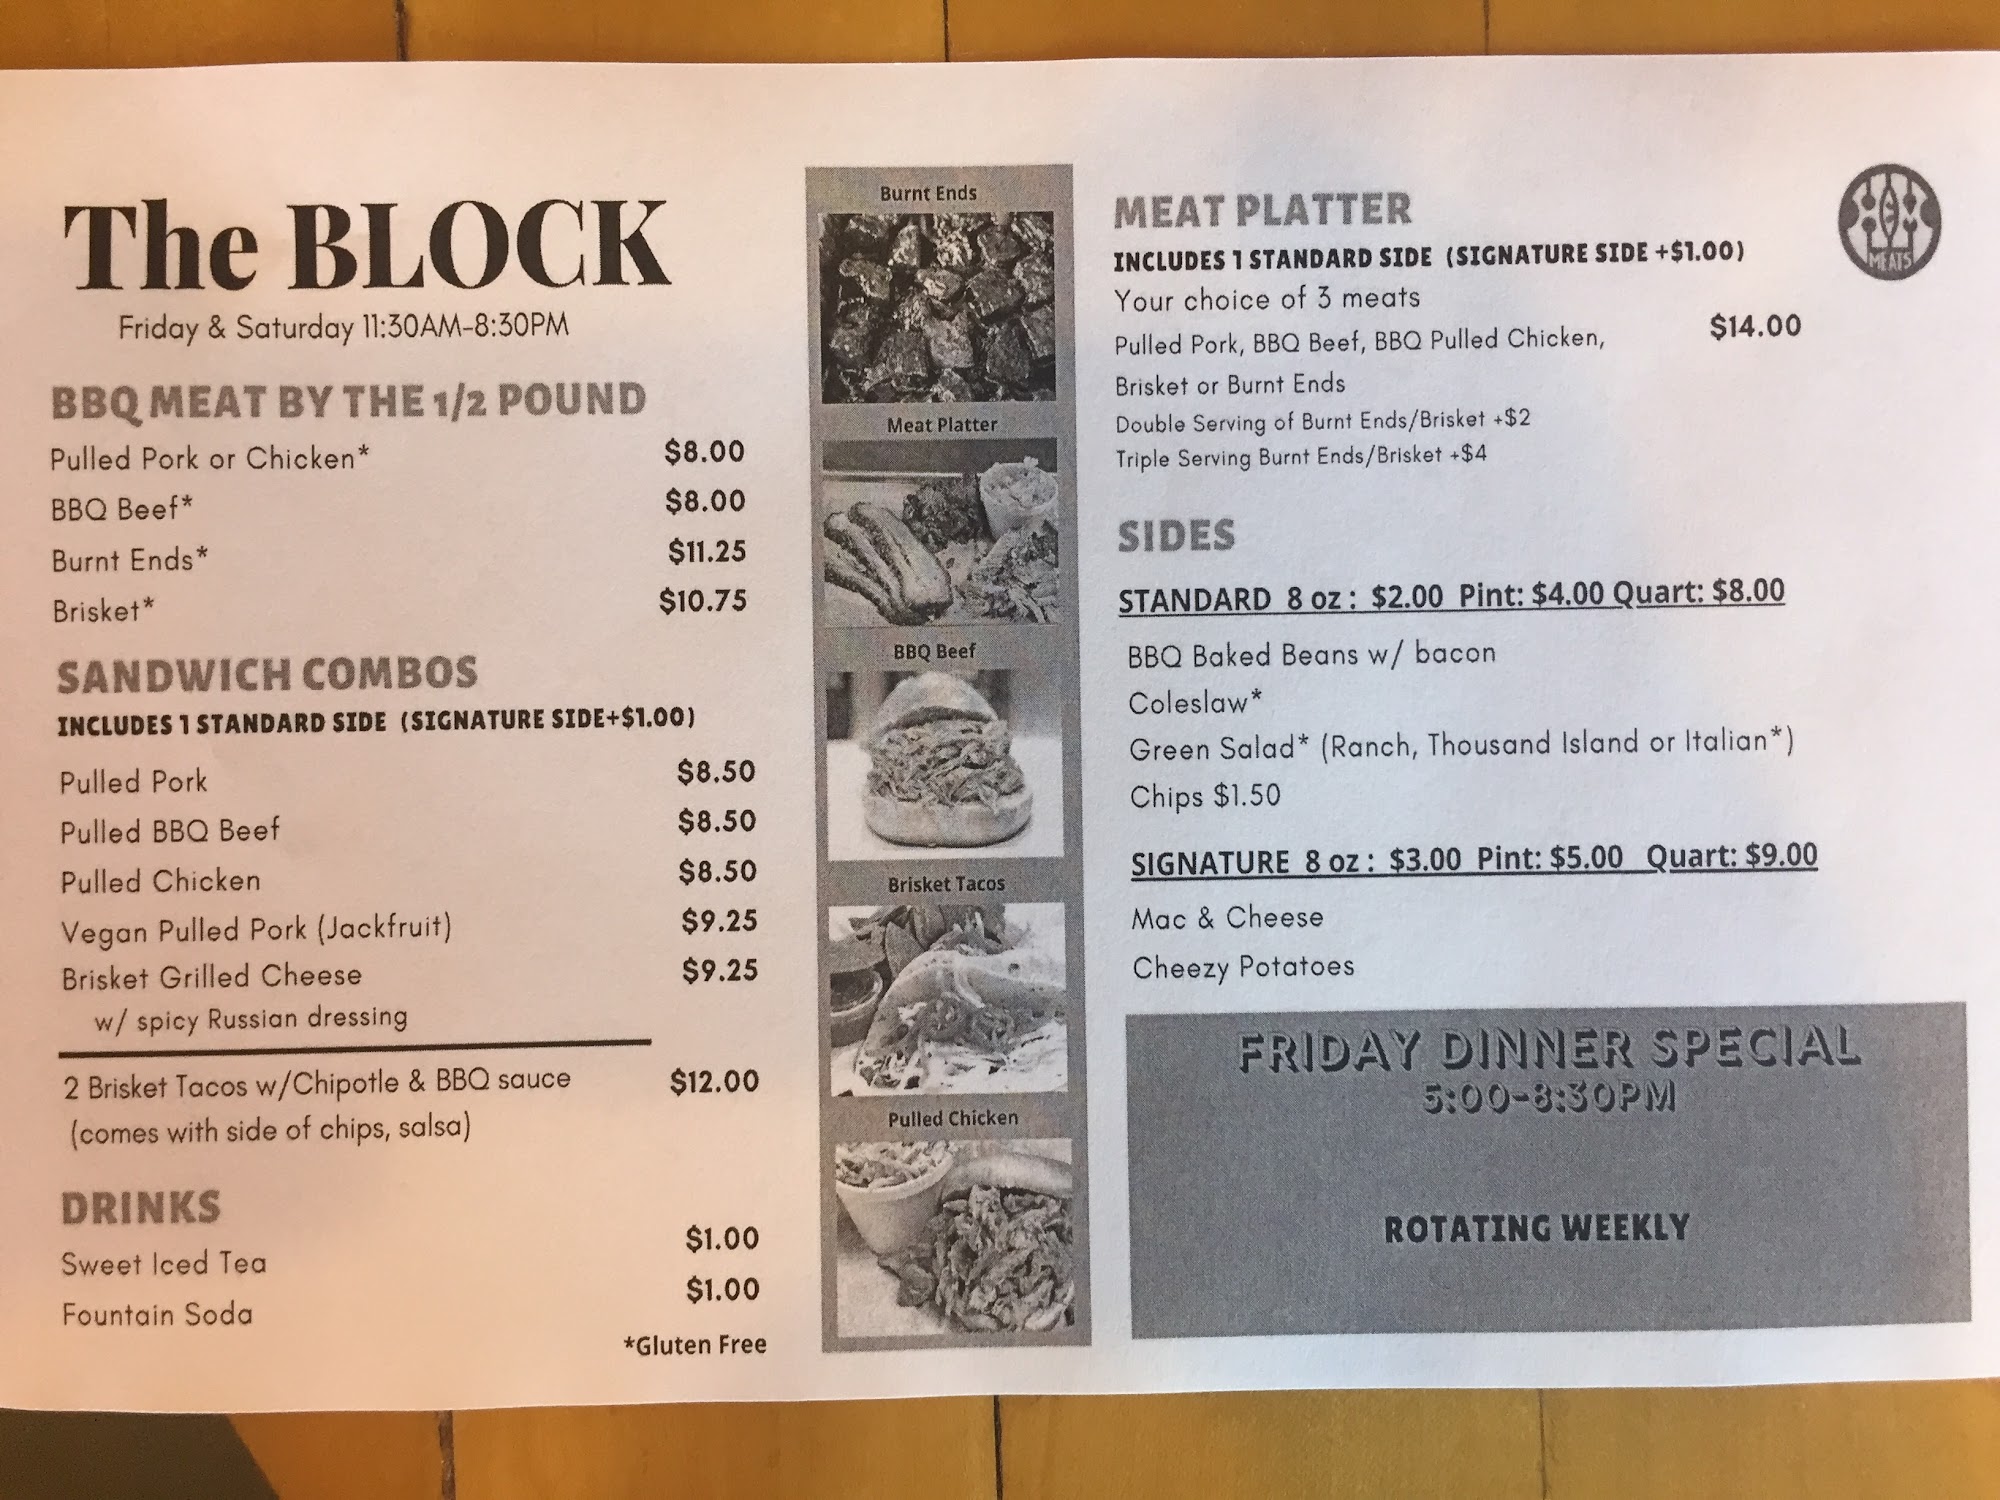 The BLOCK
Friday & Saturday 11:30AM-8:30PM
BBQ MEAT BY THE 1/2 POUND
Pulled Pork or Chicken* $8.00
BBQ Beef* $8.00
Burnt Ends* $11.25
Brisket* $10.75
SANDWICH COMBOS
INCLUDES 1 STANDARD SIDE (SIGNATURE SIDE+$1.00)
Pulled Pork $8.50
Pulled BBQ Beef $8.50
Pulled Chicken $8.50
Vegan Pulled Pork (Jackfruit) $9.25
Brisket Grilled Cheese $9.25
w/ spicy Russian dressing
2 Brisket Tacos w/Chipotle & BBQ sauce $12.00
(comes with side of chips, salsa)
DRINKS
Sweet Iced Tea $1.00
Fountain Soda $1.00
*Gluten Free
Burnt Ends
Meat Platter
BBQ Beef
Brisket Tacos
Pulled Chicken
MEAT PLATTER
INCLUDES 1 STANDARD SIDE (SIGNATURE SIDE +$1.00)
Your choice of 3 meats
Pulled Pork, BBQ Beef, BBQ Pulled Chicken, $14.00
Brisket or Burnt Ends
Double Serving of Burnt Ends/Brisket +$2
Triple Serving Burnt Ends/Brisket +$4
MEATS
SIDES
STANDARD 8 oz : $2.00 Pint: $4.00 Quart: $8.00
BBQ Baked Beans w/ bacon
Coleslaw*
Green Salad* (Ranch, Thousand Island or Italian*)
Chips $1.50
SIGNATURE 8 oz : $3.00 Pint: $5.00 Quart: $9.00
Mac & Cheese
Cheezy Potatoes
FRIDAY DINNER SPECIAL
5:00-8:30PM
ROTATING WEEKLY